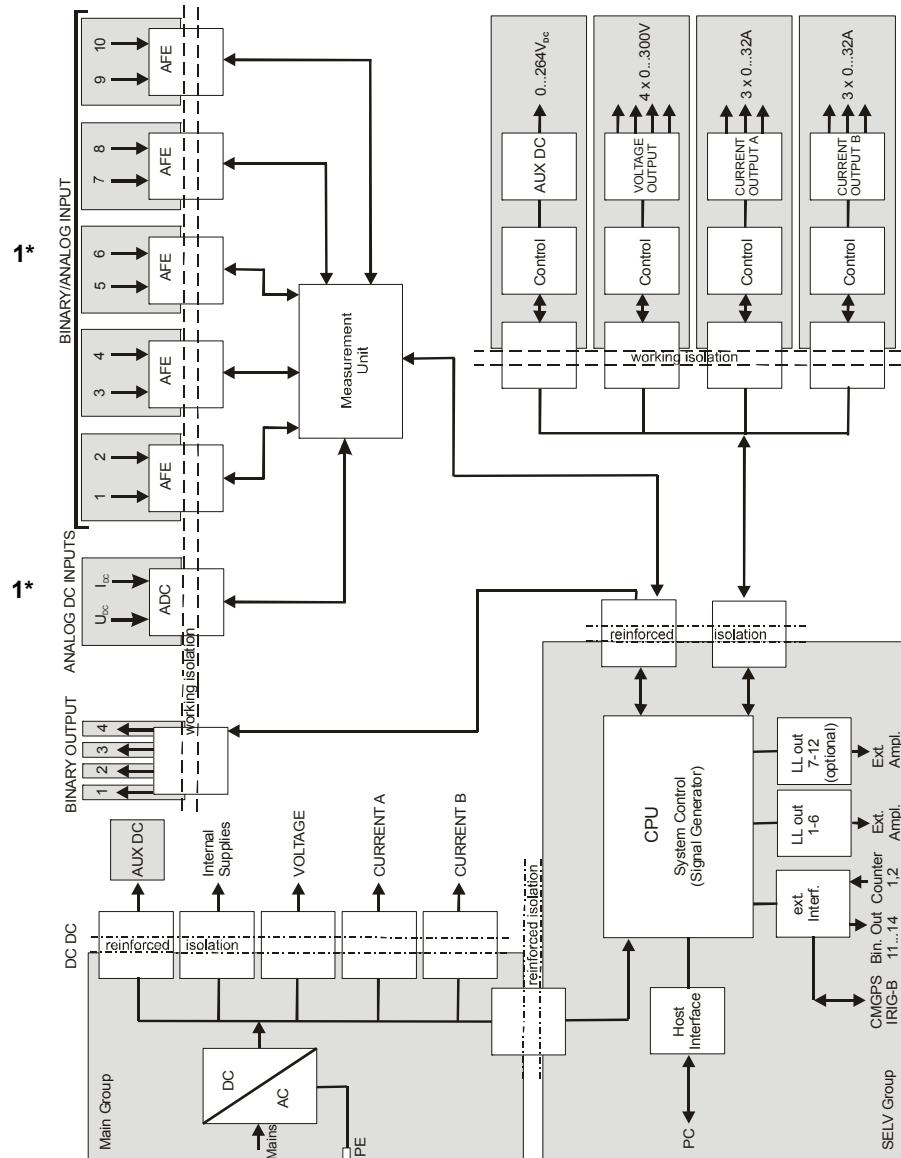 1*
BINARY/ANALOG INPUT
10
9
AFE
8
7
AFE
6
5
AFE
4
3
AFE
2
1
AFE
1*
ANALOG DC INPUTS
I DC
U DC
ADC
working isolation
BINARY OUTPUT
4
3
2
1
Measurement
Unit
0...264V DC
AUX DC
Control
4 x 0...300V
VOLTAGE
OUTPUT
Control
3 x 0...32A
CURRENT
OUTPUT A
Control
3 x 0...32A
CURRENT
OUTPUT B
Control
working isolation
reinforced
isolation
DC DC
AUX DC
Internal
Supplies
VOLTAGE
CURRENT A
CURRENT B
reinforced
isolation
reinforced isolation
Main Group
DC
AC
Mains
PE
CPU
System Control
(Signal Generator)
Host
Interface
PC
LL out
7-12
(optional)
Ext.
Ampl.
LL out
1-6
Ext.
Ampl.
ext.
Interf.
Counter
1,2
Bin. Out
11...14
CMGPS
IRIG-B
SELV Group